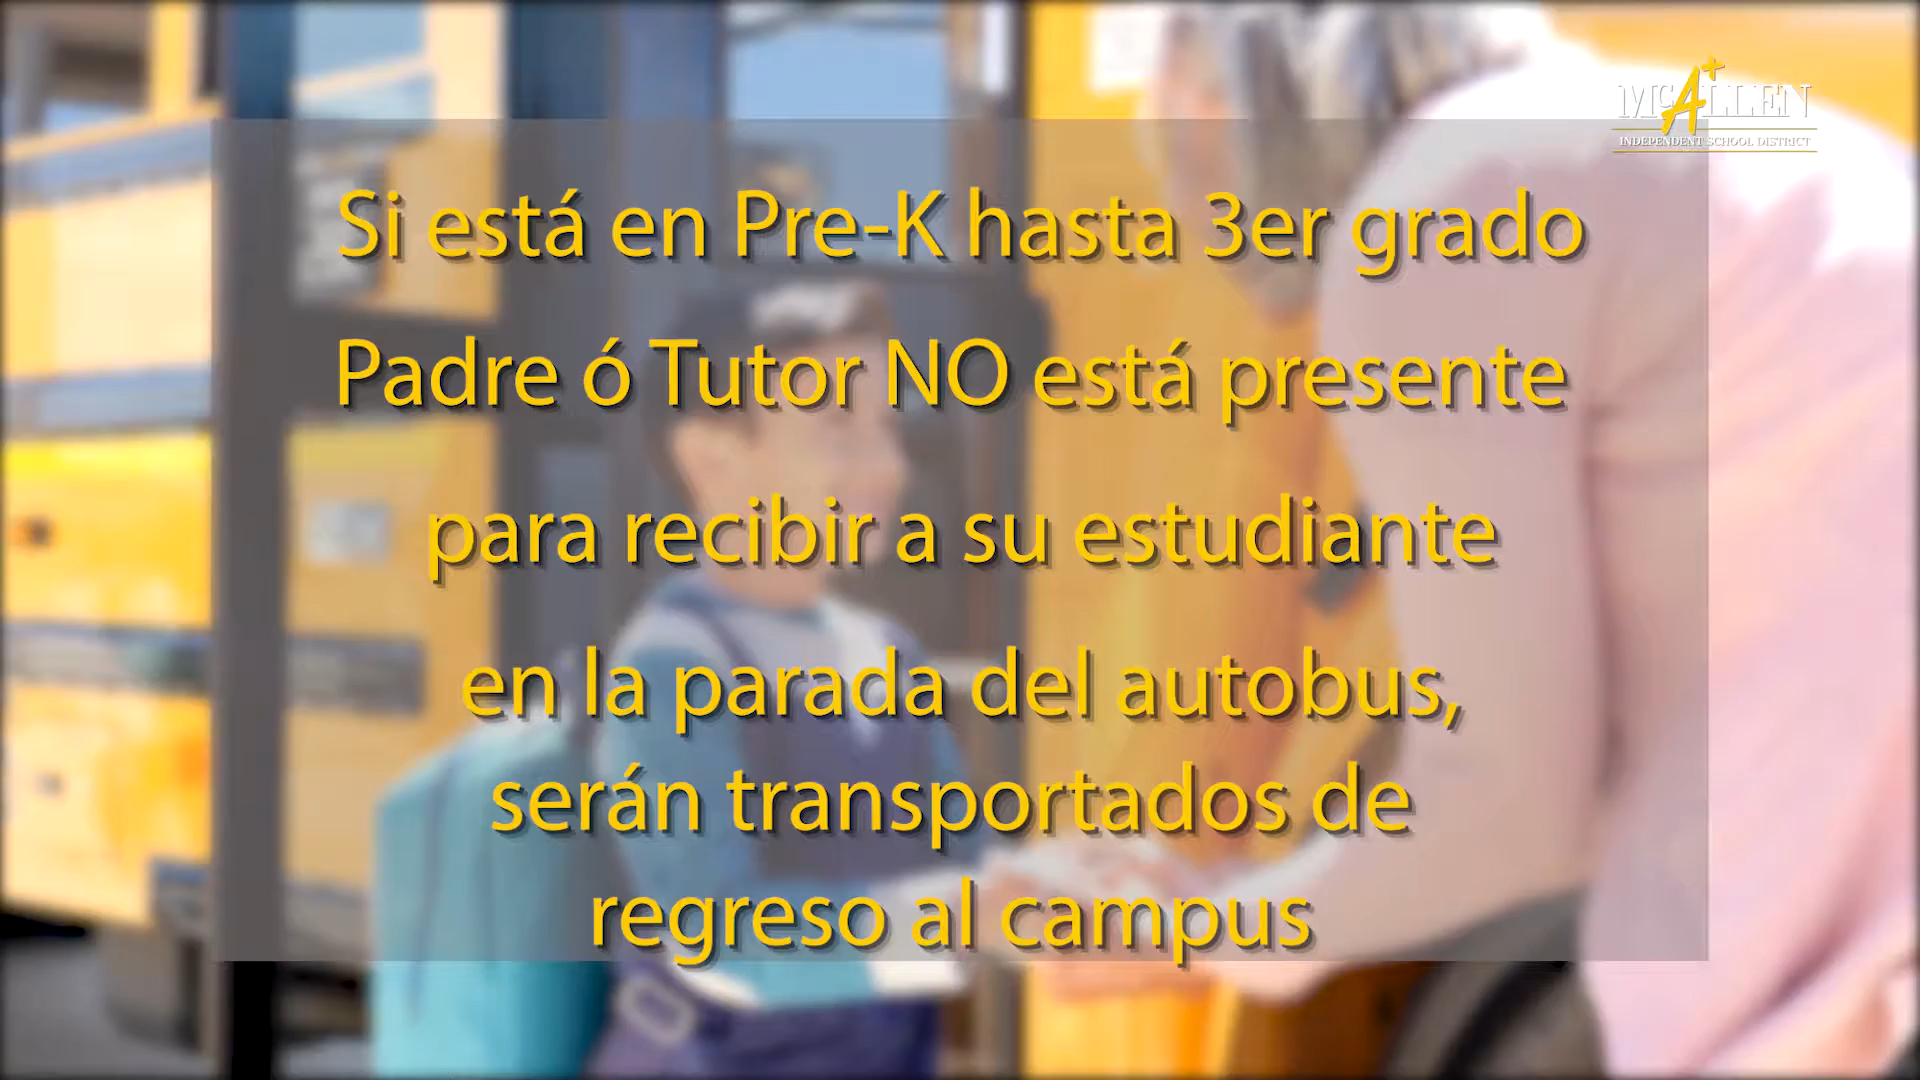 McALLEN
INDEPENDENT SCHOOL DISTRICT
Si está en Pre-K hasta 3er grado
Padre ó Tutor NO está presente
para recibir a su estudiante
en la parada del autobus,
serán transportados de
regreso al campus